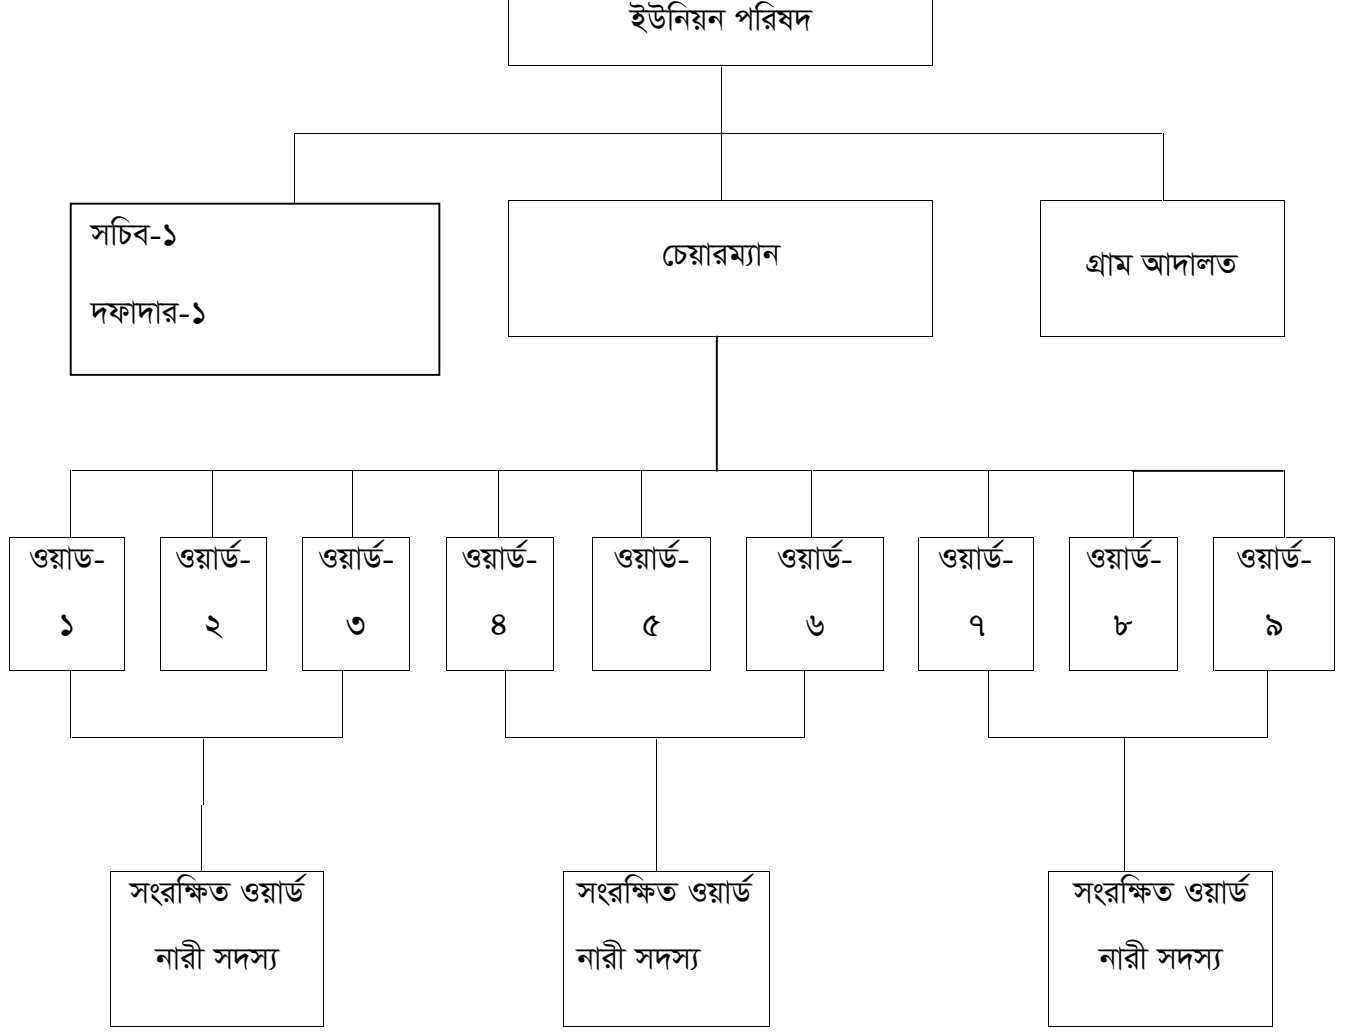 ইউনিয়ন পরিষদ
সচিব-১
দফাদার-১
চেয়ারম্যান
গ্রাম আদালত
ওয়াড-
১
ওয়ার্ড-
২
ওয়ার্ড-
৩
ওয়ার্ড-
৪
ওয়ার্ড-
৫
ওয়ার্ড-
৬
ওয়ার্ড-
৭
ওয়ার্ড-
৮
ওয়ার্ড-
৯
সংরক্ষিত ওয়ার্ড
নারী সদস্য
সংরক্ষিত ওয়ার্ড
নারী সদস্য
সংরক্ষিত ওয়ার্ড
নারী সদস্য